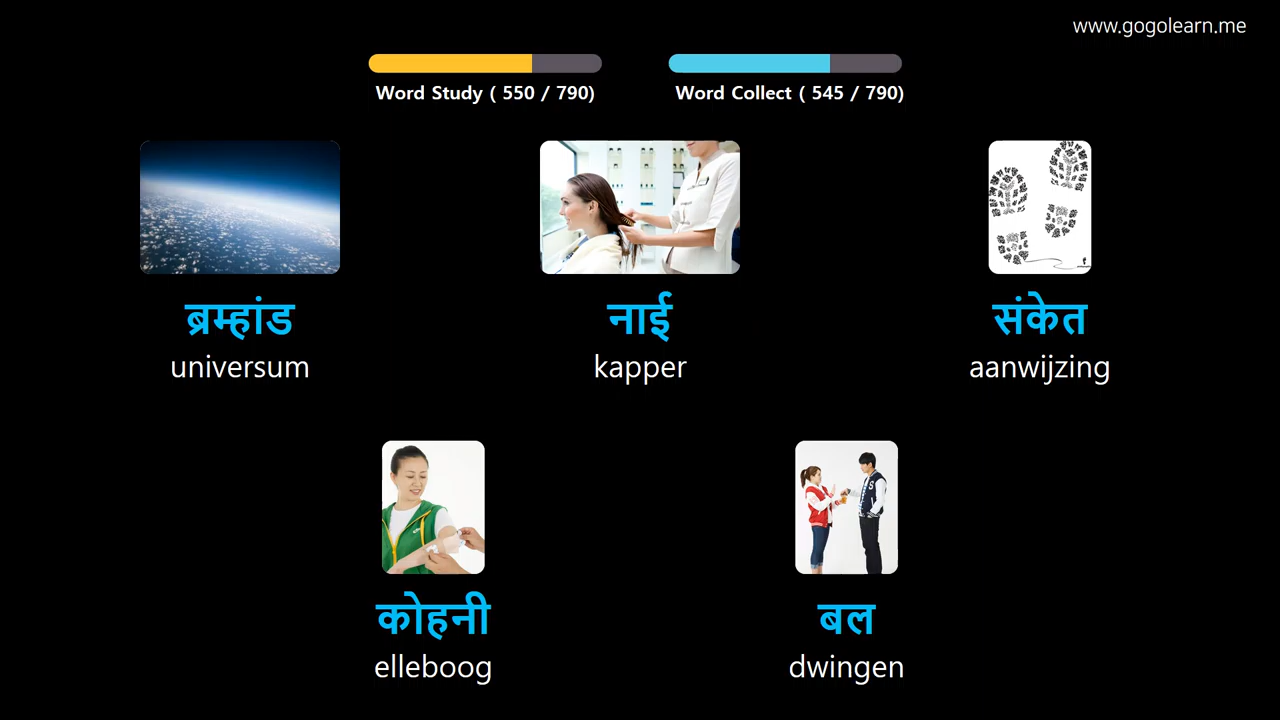 www.gogolearn.me
Word Study ( 550 / 790)
Word Collect ( 545 / 790)
ब्रम्हांड
universum
नाई
kapper
संकेत
aanwijzing
कोहनी
elleboog
बल
dwingen